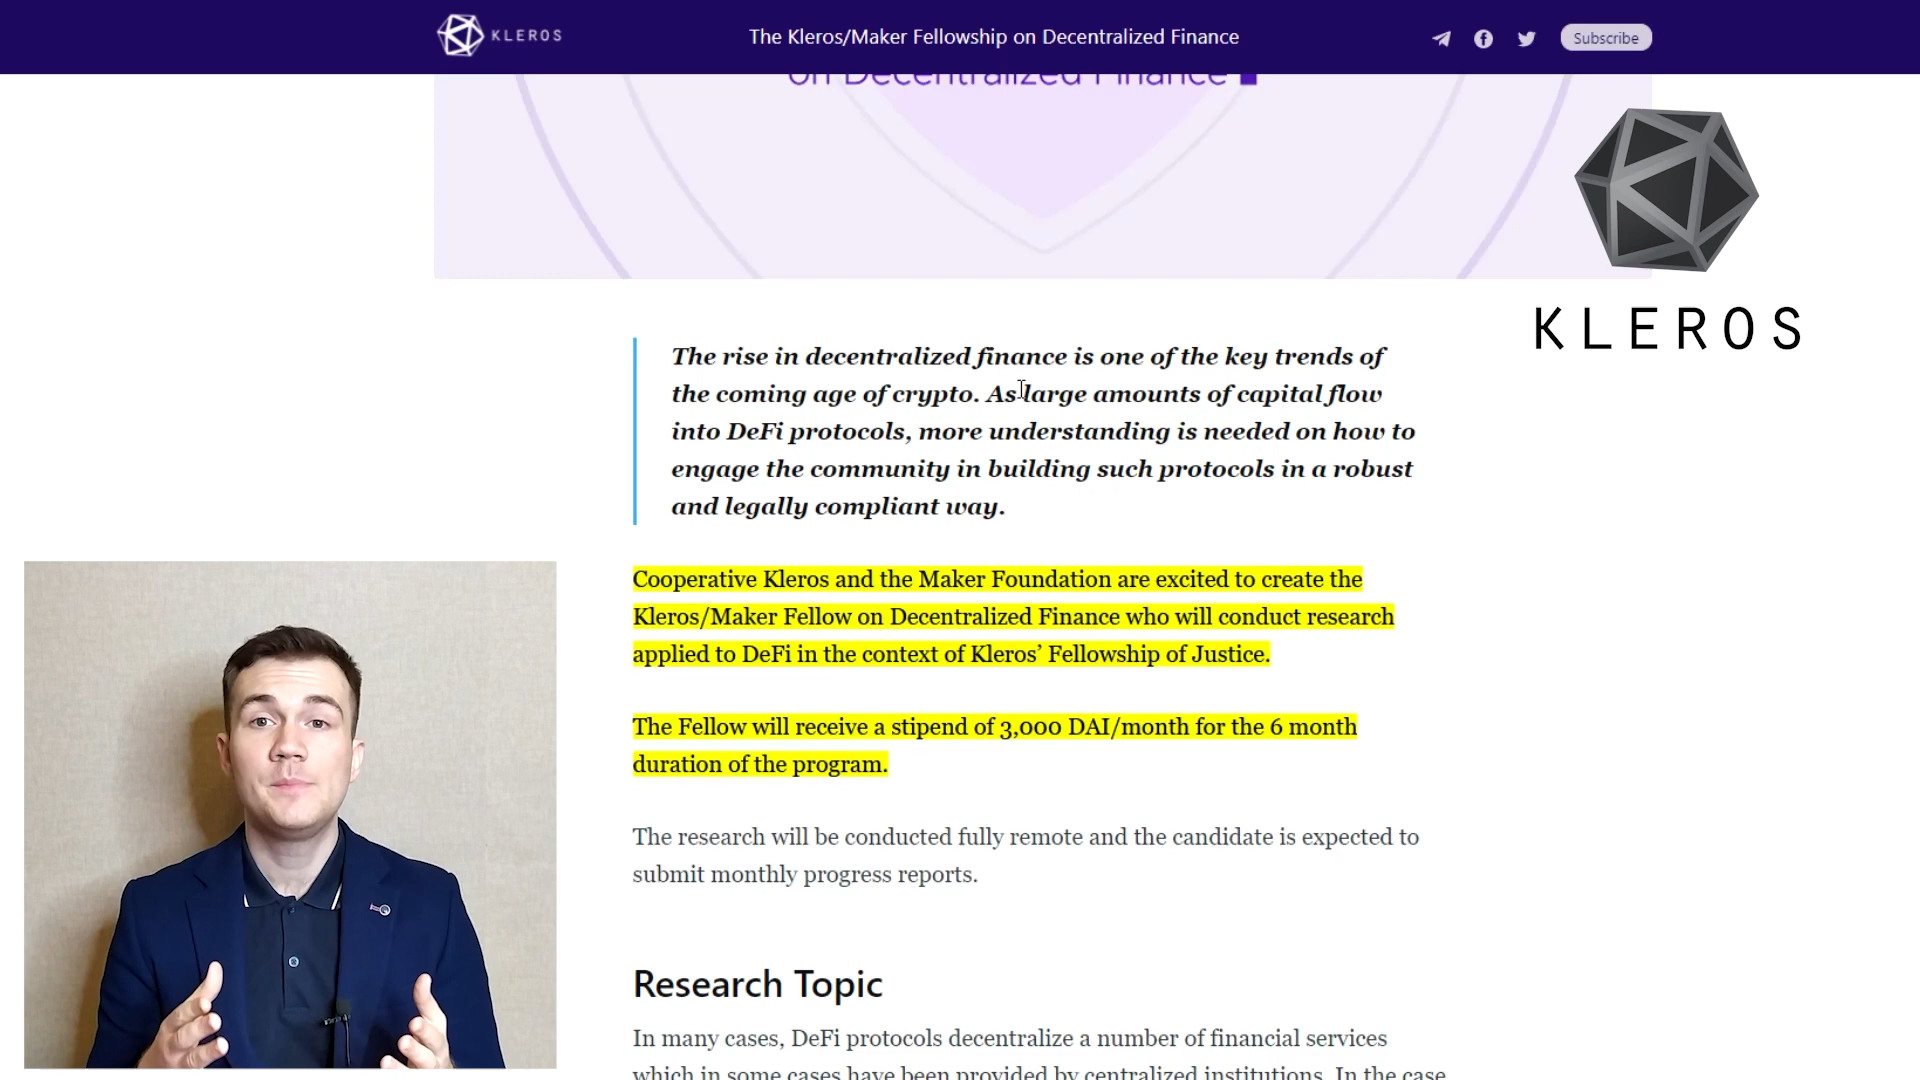 KLEROS
The Kleros/Maker Fellowship on Decentralized Finance
Subscribe
on Decentralized Finance
KLEROS
The rise in decentralized finance is one of the key trends of
the coming age of crypto. As large amounts of capital flow
into DeFi protocols, more understanding is needed on how to
engage the community in building such protocols in a robust
and legally compliant way.
Cooperative Kleros and the Maker Foundation are excited to create the
Kleros/Maker Fellow on Decentralized Finance who will conduct research
applied to DeFi in the context of Kleros’ Fellowship of Justice.
The Fellow will receive a stipend of 3,000 DAI/month for the 6 month
duration of the program.
The research will be conducted fully remote and the candidate is expected to
submit monthly progress reports.
Research Topic
In many cases, DeFi protocols decentralize a number of financial services
which in some cases have been provided by centralized institutions. In the case